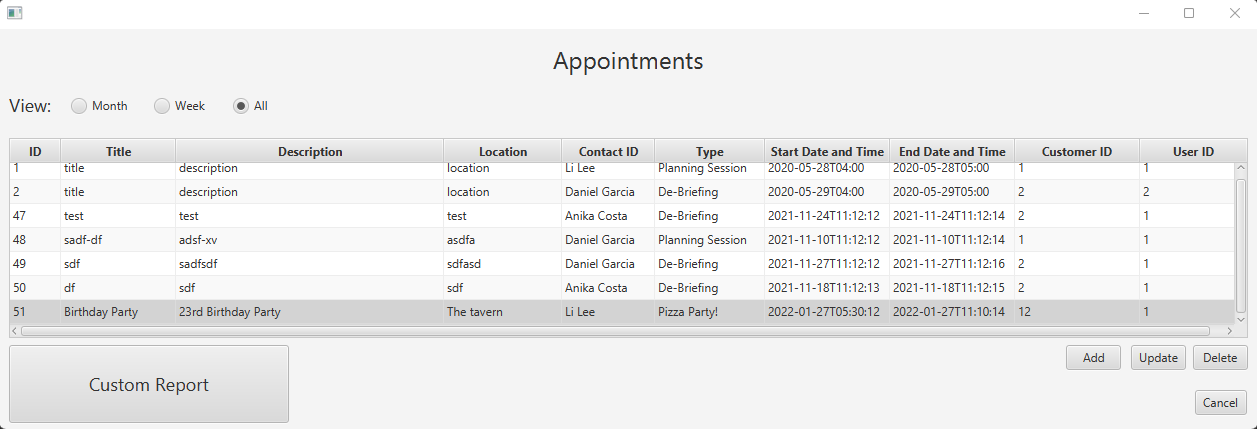 Appointments
View: Month Week All
ID Title Description Location Contact ID Type Start Date and Time End Date and Time Customer ID User ID
1 title description location Li Lee Planning Session 2020-05-28T04:00 2020-05-28T05:00 1 1
2 title description location Daniel Garcia De-Briefing 2020-05-29T04:00 2020-05-29T05:00 2 2
47 test test test Anika Costa De-Briefing 2021-11-24T11:12:12 2021-11-24T11:12:14 2 1
48 sadf-df adsf-xv asdfa Daniel Garcia Planning Session 2021-11-10T11:12:12 2021-11-10T11:12:14 1 1
49 sdf sadfsdf sdfasd Daniel Garcia De-Briefing 2021-11-27T11:12:12 2021-11-27T11:12:16 2 1
50 df sdf sdf Anika Costa De-Briefing 2021-11-18T11:12:13 2021-11-18T11:12:15 2 1
51 Birthday Party 23rd Birthday Party The tavern Li Lee Pizza Party! 2022-01-27T05:30:12 2022-01-27T11:10:14 12 1
Custom Report Add Update Delete
Cancel